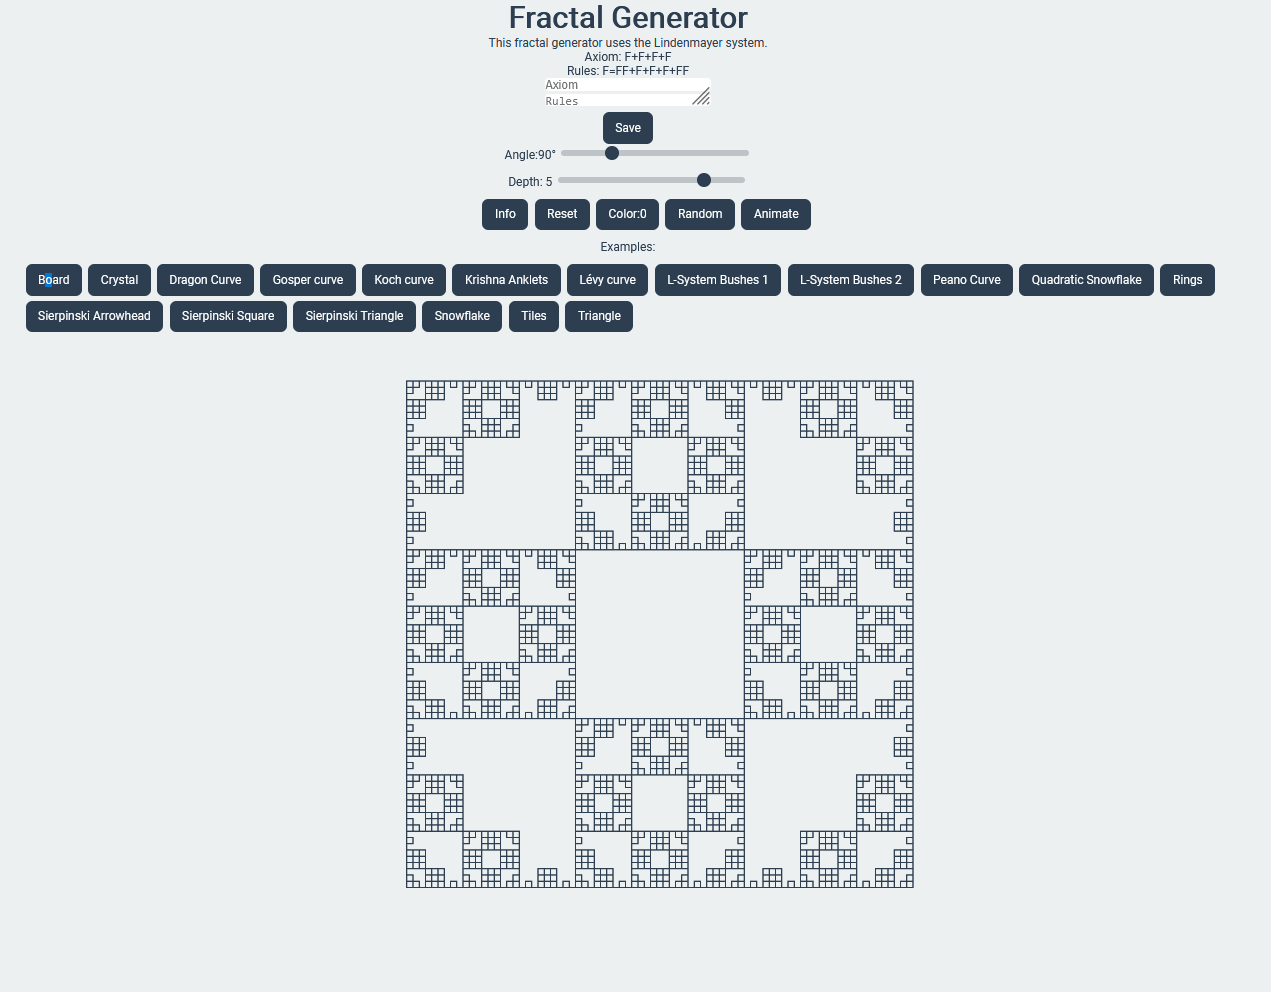 Fractal Generator
This fractal generator uses the Lindenmayer system.
Axiom: F+F+F+F
Rules: F=FF+F+F+F+FF
Axiom
Rules
Save
Angle:90°
Depth: 5
Info Reset Color:0 Random Animate
Examples:
Board Crystal Dragon Curve Gosper curve Koch curve Krishna Anklets Lévy curve L-System Bushes 1 L-System Bushes 2 Peano Curve Quadratic Snowflake Rings
Sierpinski Arrowhead Sierpinski Square Sierpinski Triangle Snowflake Tiles Triangle